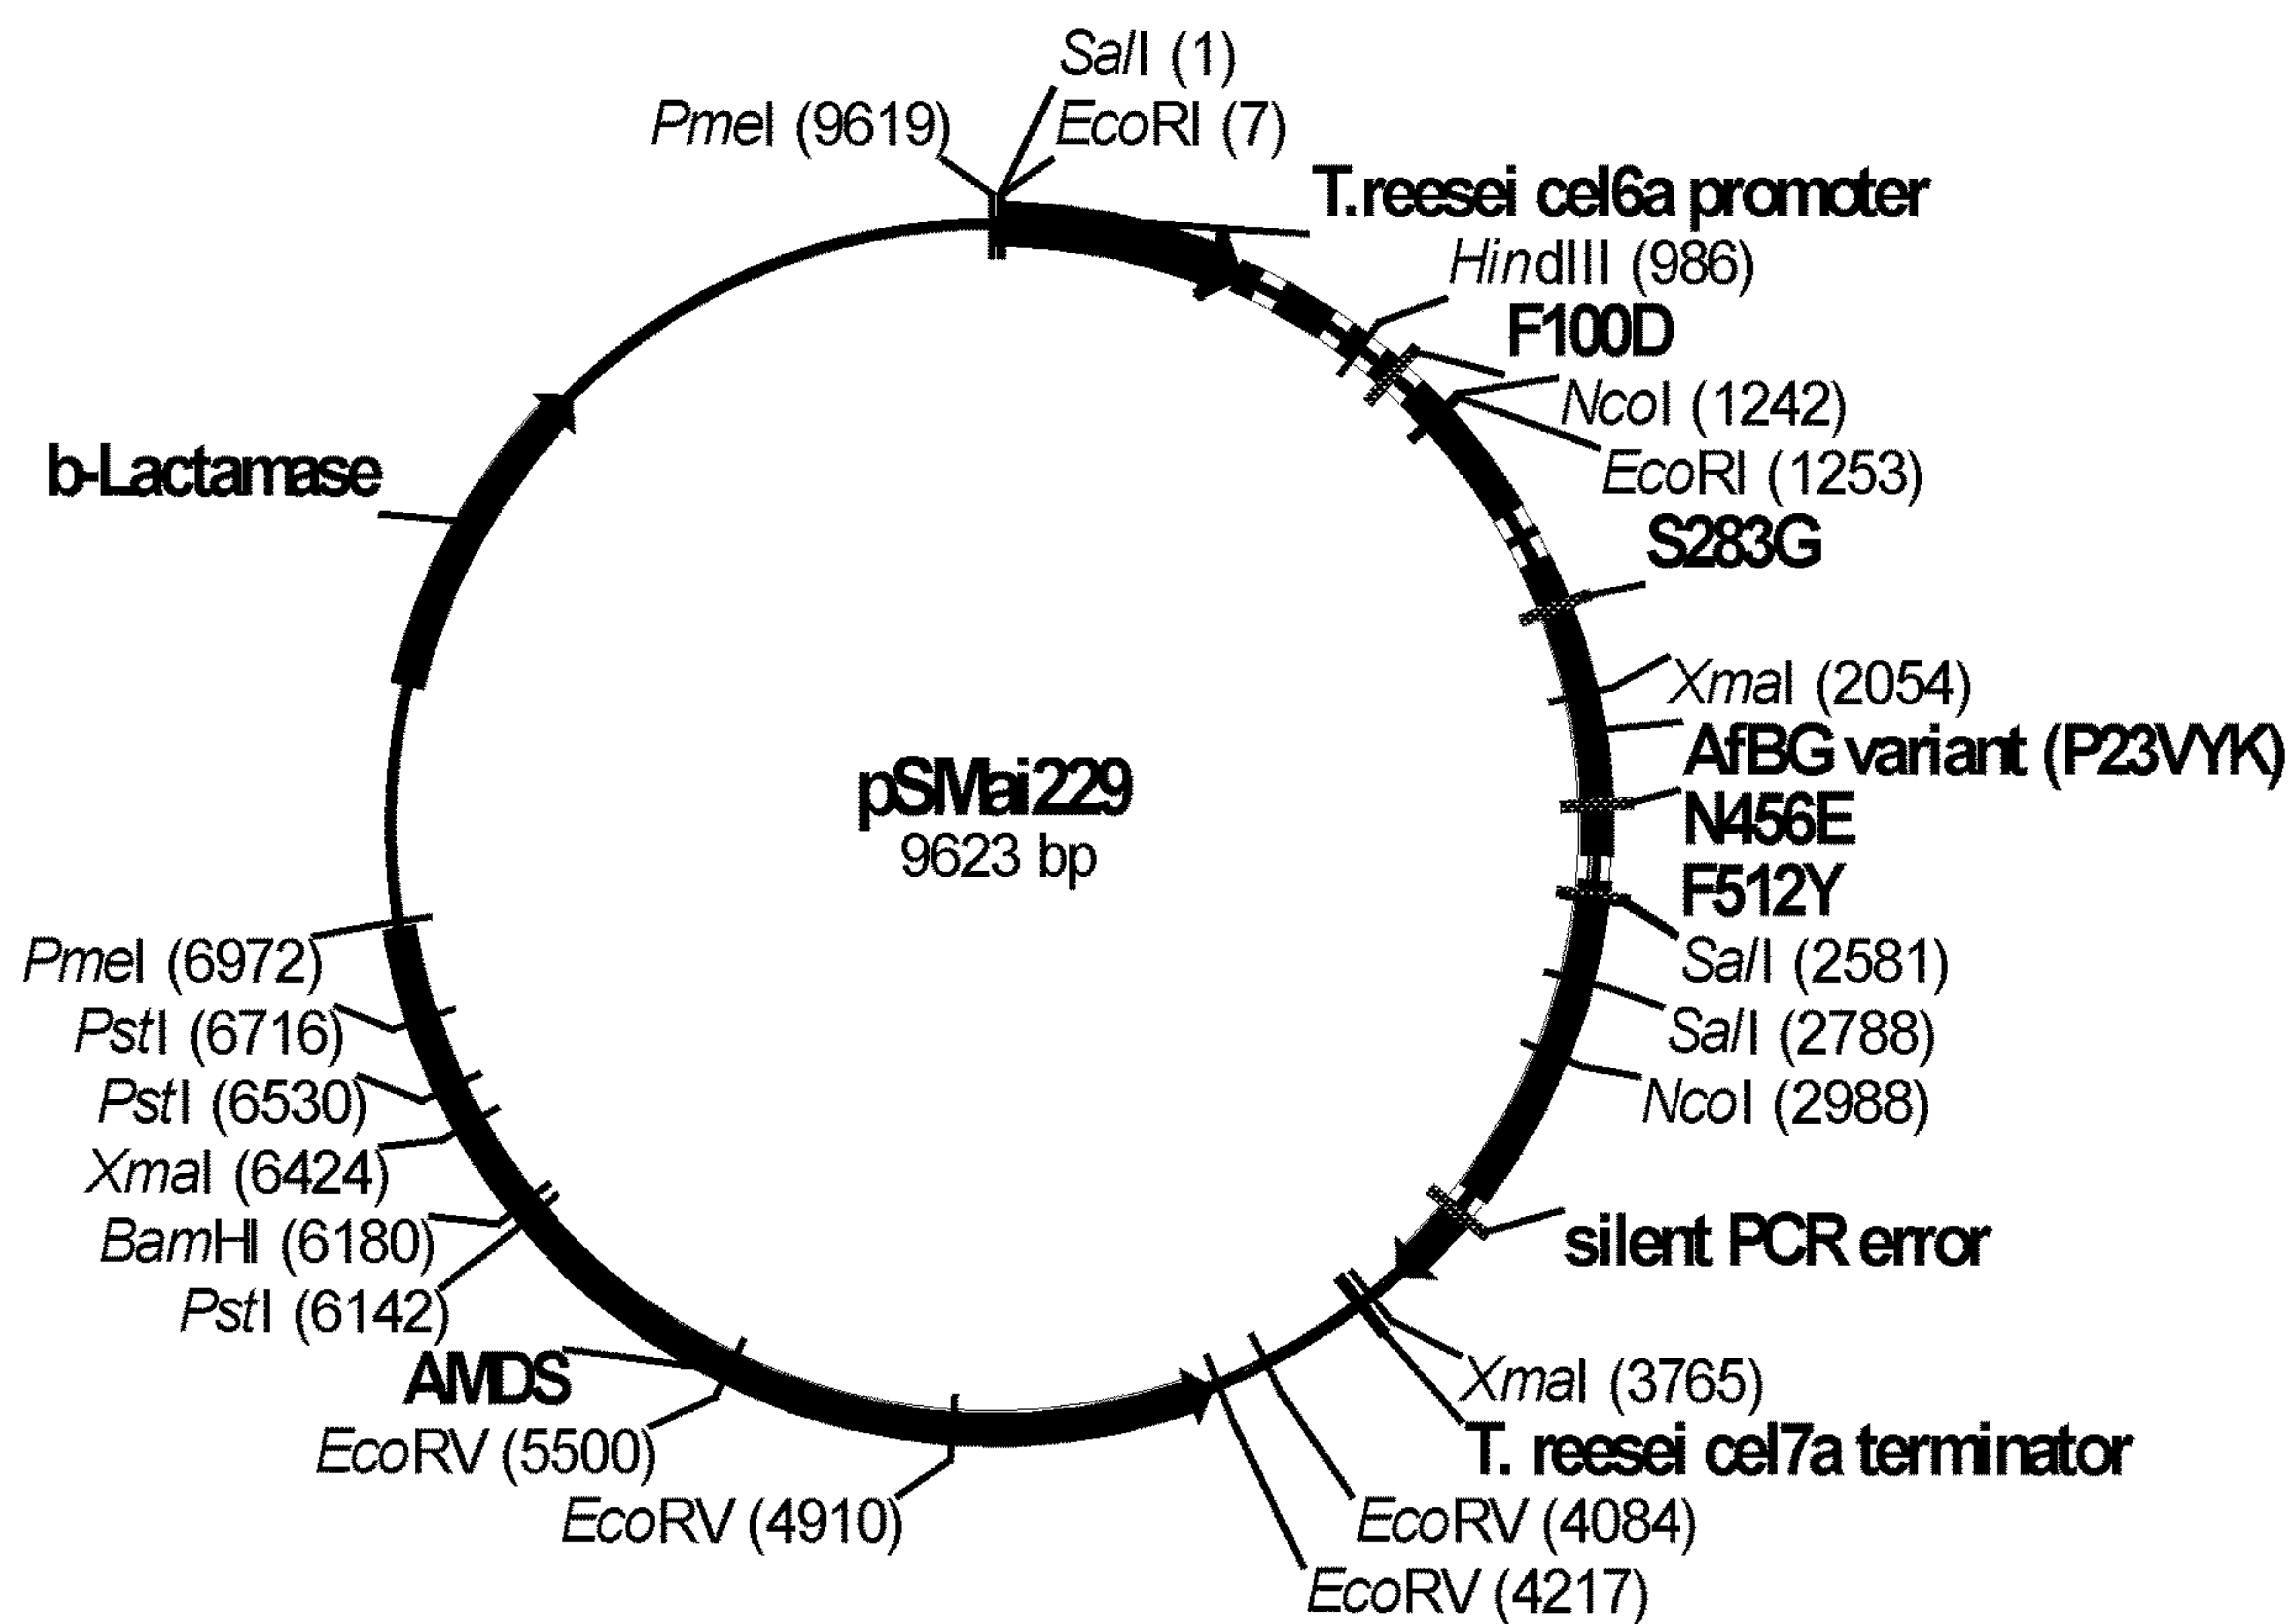 SalI (1)
PmeI (9619)
EcoRI (7)
T.reesei cel6a promoter
HindIII (986)
F100D
NcoI (1242)
EcoRI (1253)
S283G
XmaI (2054)
AfBG variant (P23VYK)
N456E
F512Y
SalI (2581)
SalI (2788)
NcoI (2988)
silent PCR error
XmaI (3765)
T. reesei cel7a terminator
EcoRV (4084)
EcoRV (4217)
EcoRV (4910)
EcoRV (5500)
AMDS
PstI (6142)
BamHI (6180)
XmaI (6424)
PstI (6530)
PstI (6716)
PmeI (6972)
b-Lactamase
pSMai229
9623 bp